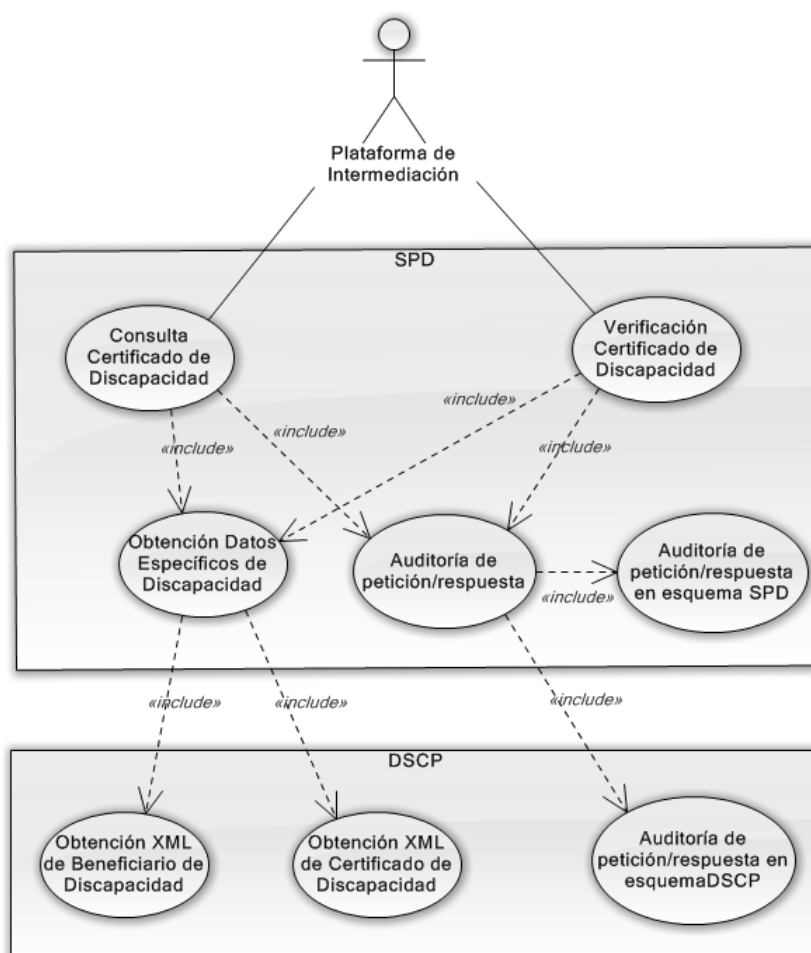 Plataforma de
Intermediación
SPD
Consulta
Certificado de
Discapacidad
Verificación
Certificado de
Discapacidad
«include»
«include»
«include»
«include»
Obtención Datos
Específicos de
Discapacidad
Auditoría de
petición/respuesta
«include»
Auditoría de
petición/respuesta
en esquema SPD
«include»
«include»
«include»
DSCP
Obtención XML
de Beneficiario de
Discapacidad
Obtención XML
de Certificado de
Discapacidad
Auditoría de
petición/respuesta en
esquemaDSCP